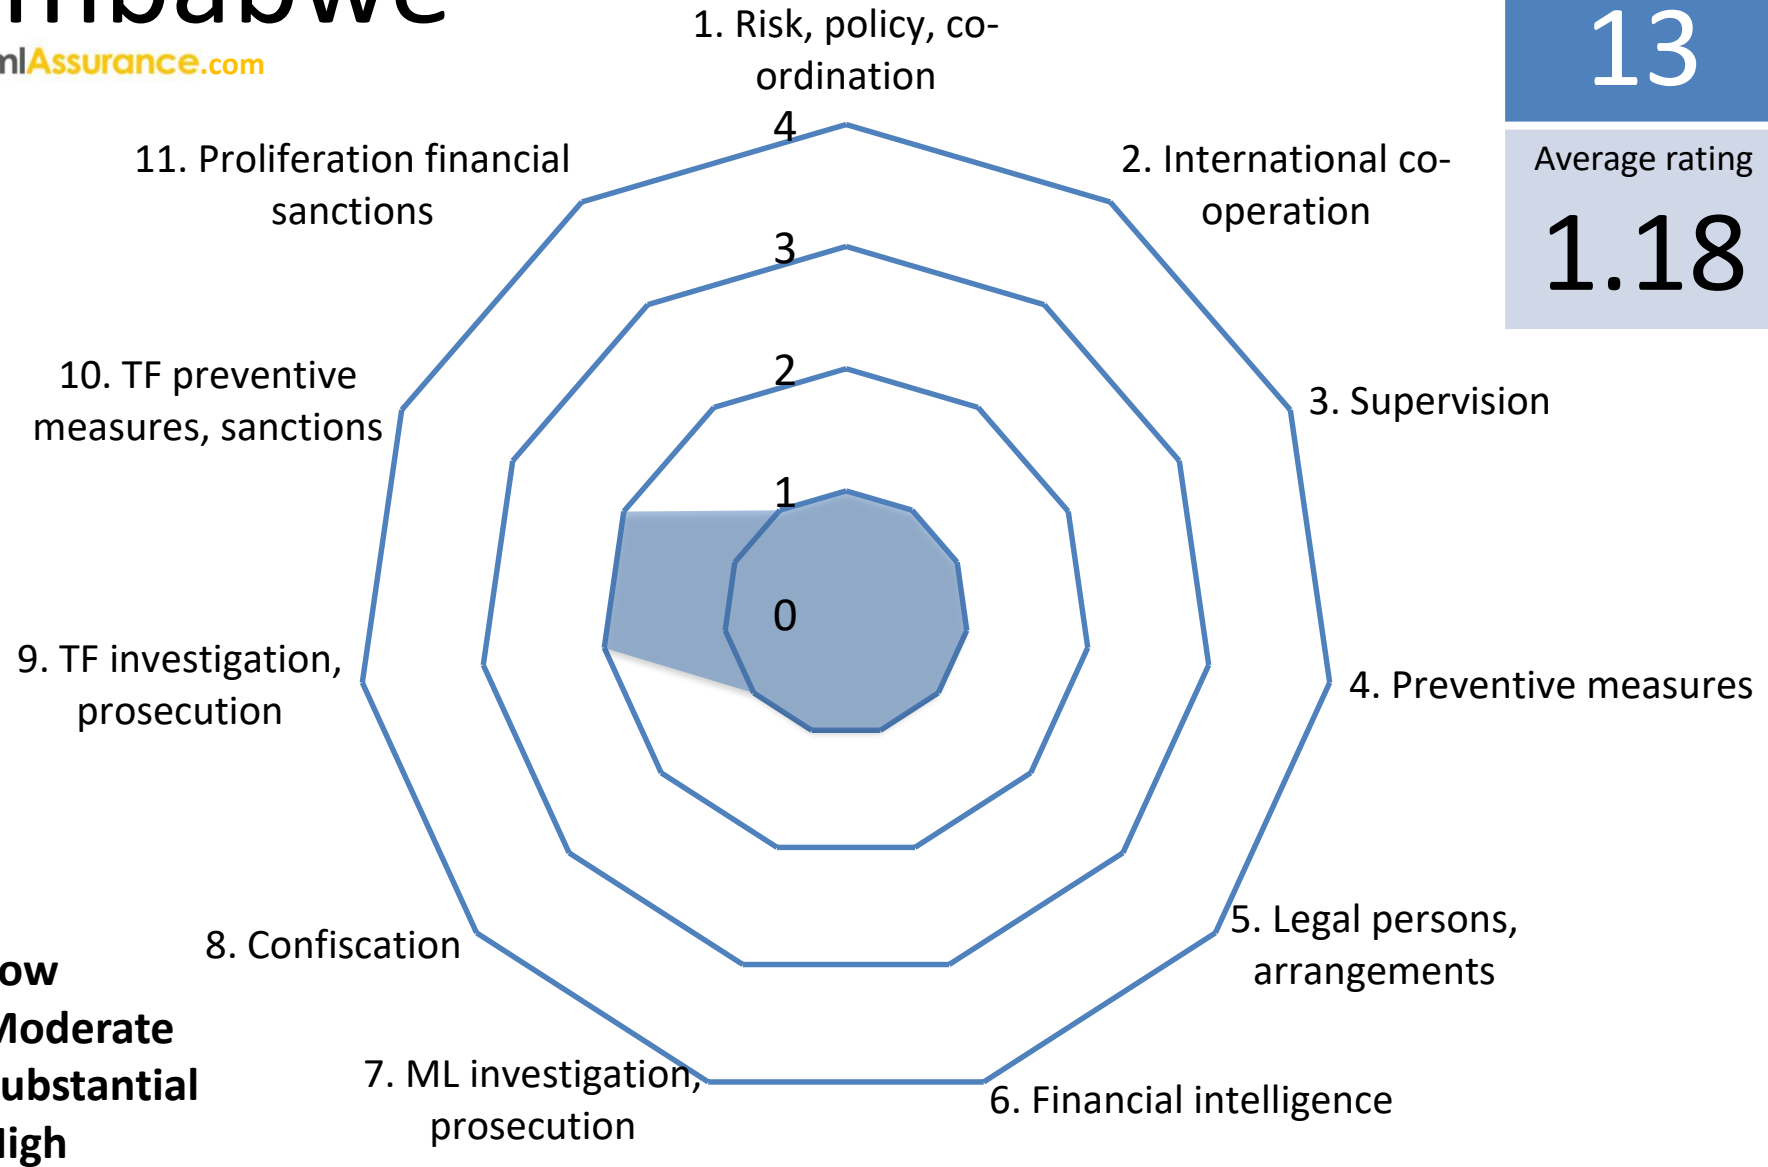 mbabwe
mlAssurance.com
13
Average rating
1.18
1. Risk, policy, co-
ordination
2. International co-
operation
3. Supervision
4. Preventive measures
5. Legal persons,
arrangements
6. Financial intelligence
7. ML investigation,
prosecution
8. Confiscation
9. TF investigation,
prosecution
10. TF preventive
measures, sanctions
11. Proliferation financial
sanctions
4
3
2
1
0
ow
Moderate
ubstantial
High